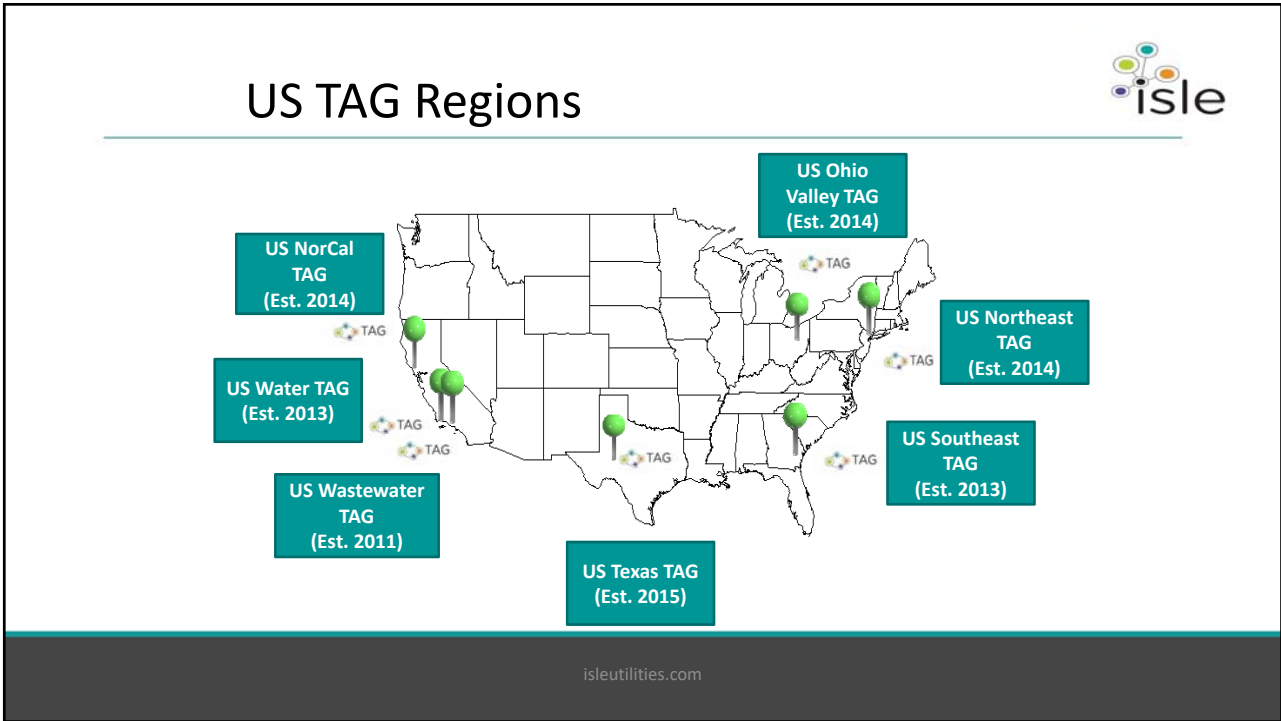 US TAG Regions
isle
US Ohio
Valley TAG
(Est. 2014)
TAG
US NorCal
TAG
(Est. 2014)
TAG
US Northeast
TAG
(Est. 2014)
TAG
US Water TAG
(Est. 2013)
TAG
TAG
US Southeast
TAG
(Est. 2013)
TAG
TAG
US Wastewater
TAG
(Est. 2011)
US Texas TAG
(Est. 2015)
isleutilities.com